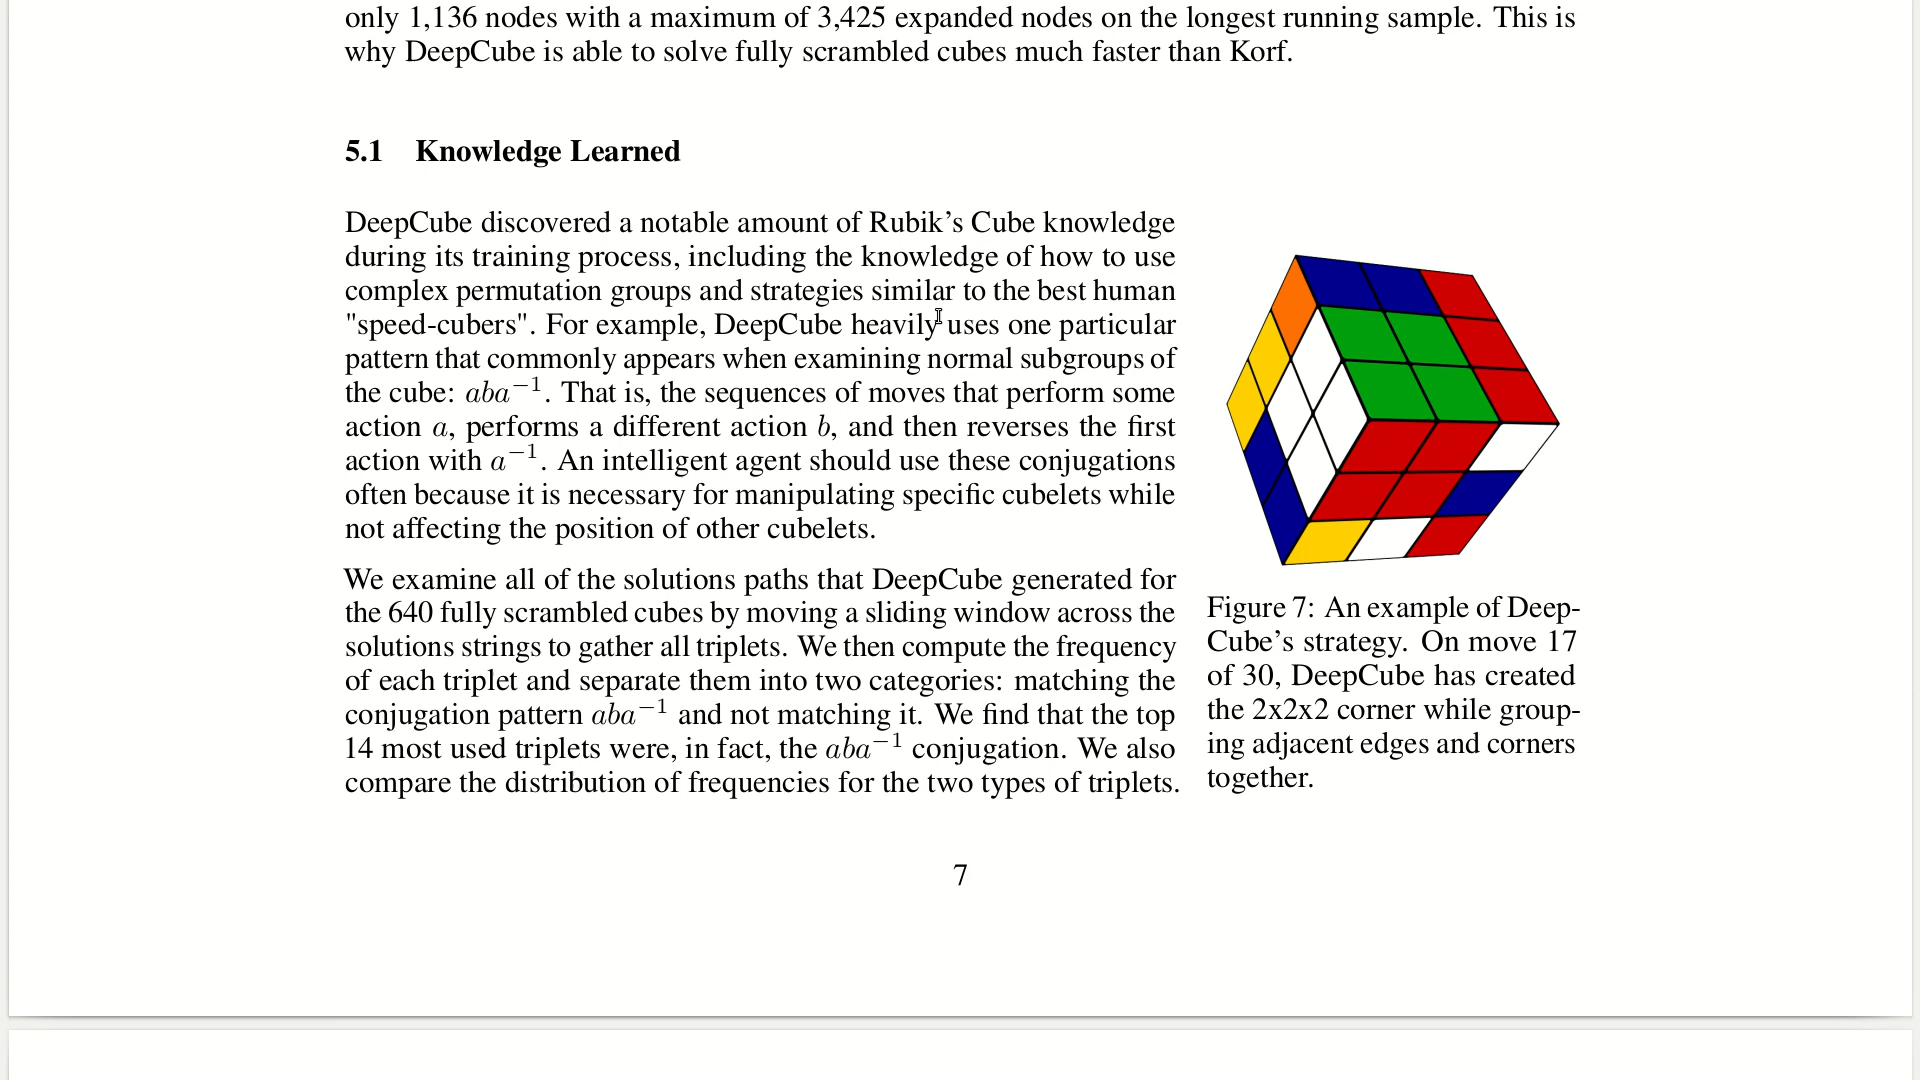 only 1,136 nodes with a maximum of 3,425 expanded nodes on the longest running sample. This is
why DeepCube is able to solve fully scrambled cubes much faster than Korf.
5.1 Knowledge Learned
DeepCube discovered a notable amount of Rubik's Cube knowledge
during its training process, including the knowledge of how to use
complex permutation groups and strategies similar to the best human
"speed-cubers". For example, DeepCube heavily uses one particular
pattern that commonly appears when examining normal subgroups of
the cube: aba⁻¹. That is, the sequences of moves that perform some
action a, performs a different action b, and then reverses the first
action with a⁻¹. An intelligent agent should use these conjugations
often because it is necessary for manipulating specific cubelets while
not affecting the position of other cubelets.
We examine all of the solutions paths that DeepCube generated for
the 640 fully scrambled cubes by moving a sliding window across the
solutions strings to gather all triplets. We then compute the frequency
of each triplet and separate them into two categories: matching the
conjugation pattern aba⁻¹ and not matching it. We find that the top
14 most used triplets were, in fact, the aba⁻¹ conjugation. We also
compare the distribution of frequencies for the two types of triplets.
Figure 7: An example of Deep-
Cube's strategy. On move 17
of 30, DeepCube has created
the 2x2x2 corner while group-
ing adjacent edges and corners
together.
7